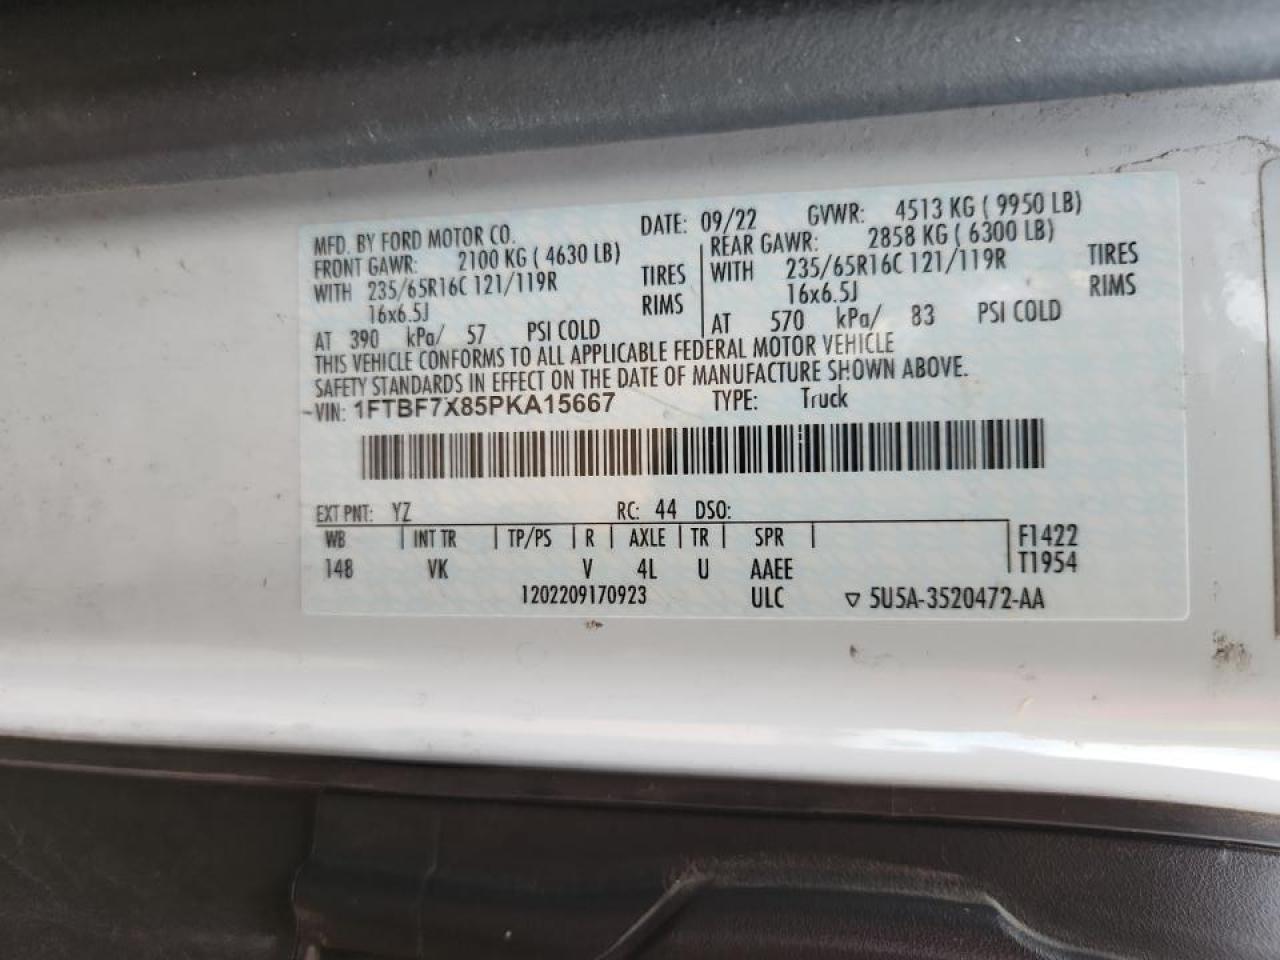 MFD. BY FORD MOTOR CO. DATE: 09/22 GVWR: 4513 KG ( 9950 LB)
FRONT GAWR: 2100 KG ( 4630 LB) REAR GAWR: 2858 KG ( 6300 LB)
WITH 235/65R16C 121/119R TIRES WITH 235/65R16C 121/119R TIRES
16x6.5J RIMS 16x6.5J RIMS
AT 390 kPa/ 57 PSI COLD AT 570 kPa/ 83 PSI COLD
THIS VEHICLE CONFORMS TO ALL APPLICABLE FEDERAL MOTOR VEHICLE
SAFETY STANDARDS IN EFFECT ON THE DATE OF MANUFACTURE SHOWN ABOVE.
VIN: 1FTBF7X85PKA15667 TYPE: Truck
EXT PNT: YZ RC: 44 DSO:
WB INT TR TP/PS R AXLE TR SPR F1422
148 VK V 4L U AAEE T1954
1202209170923 ULC ▽ 5U5A-3520472-AA